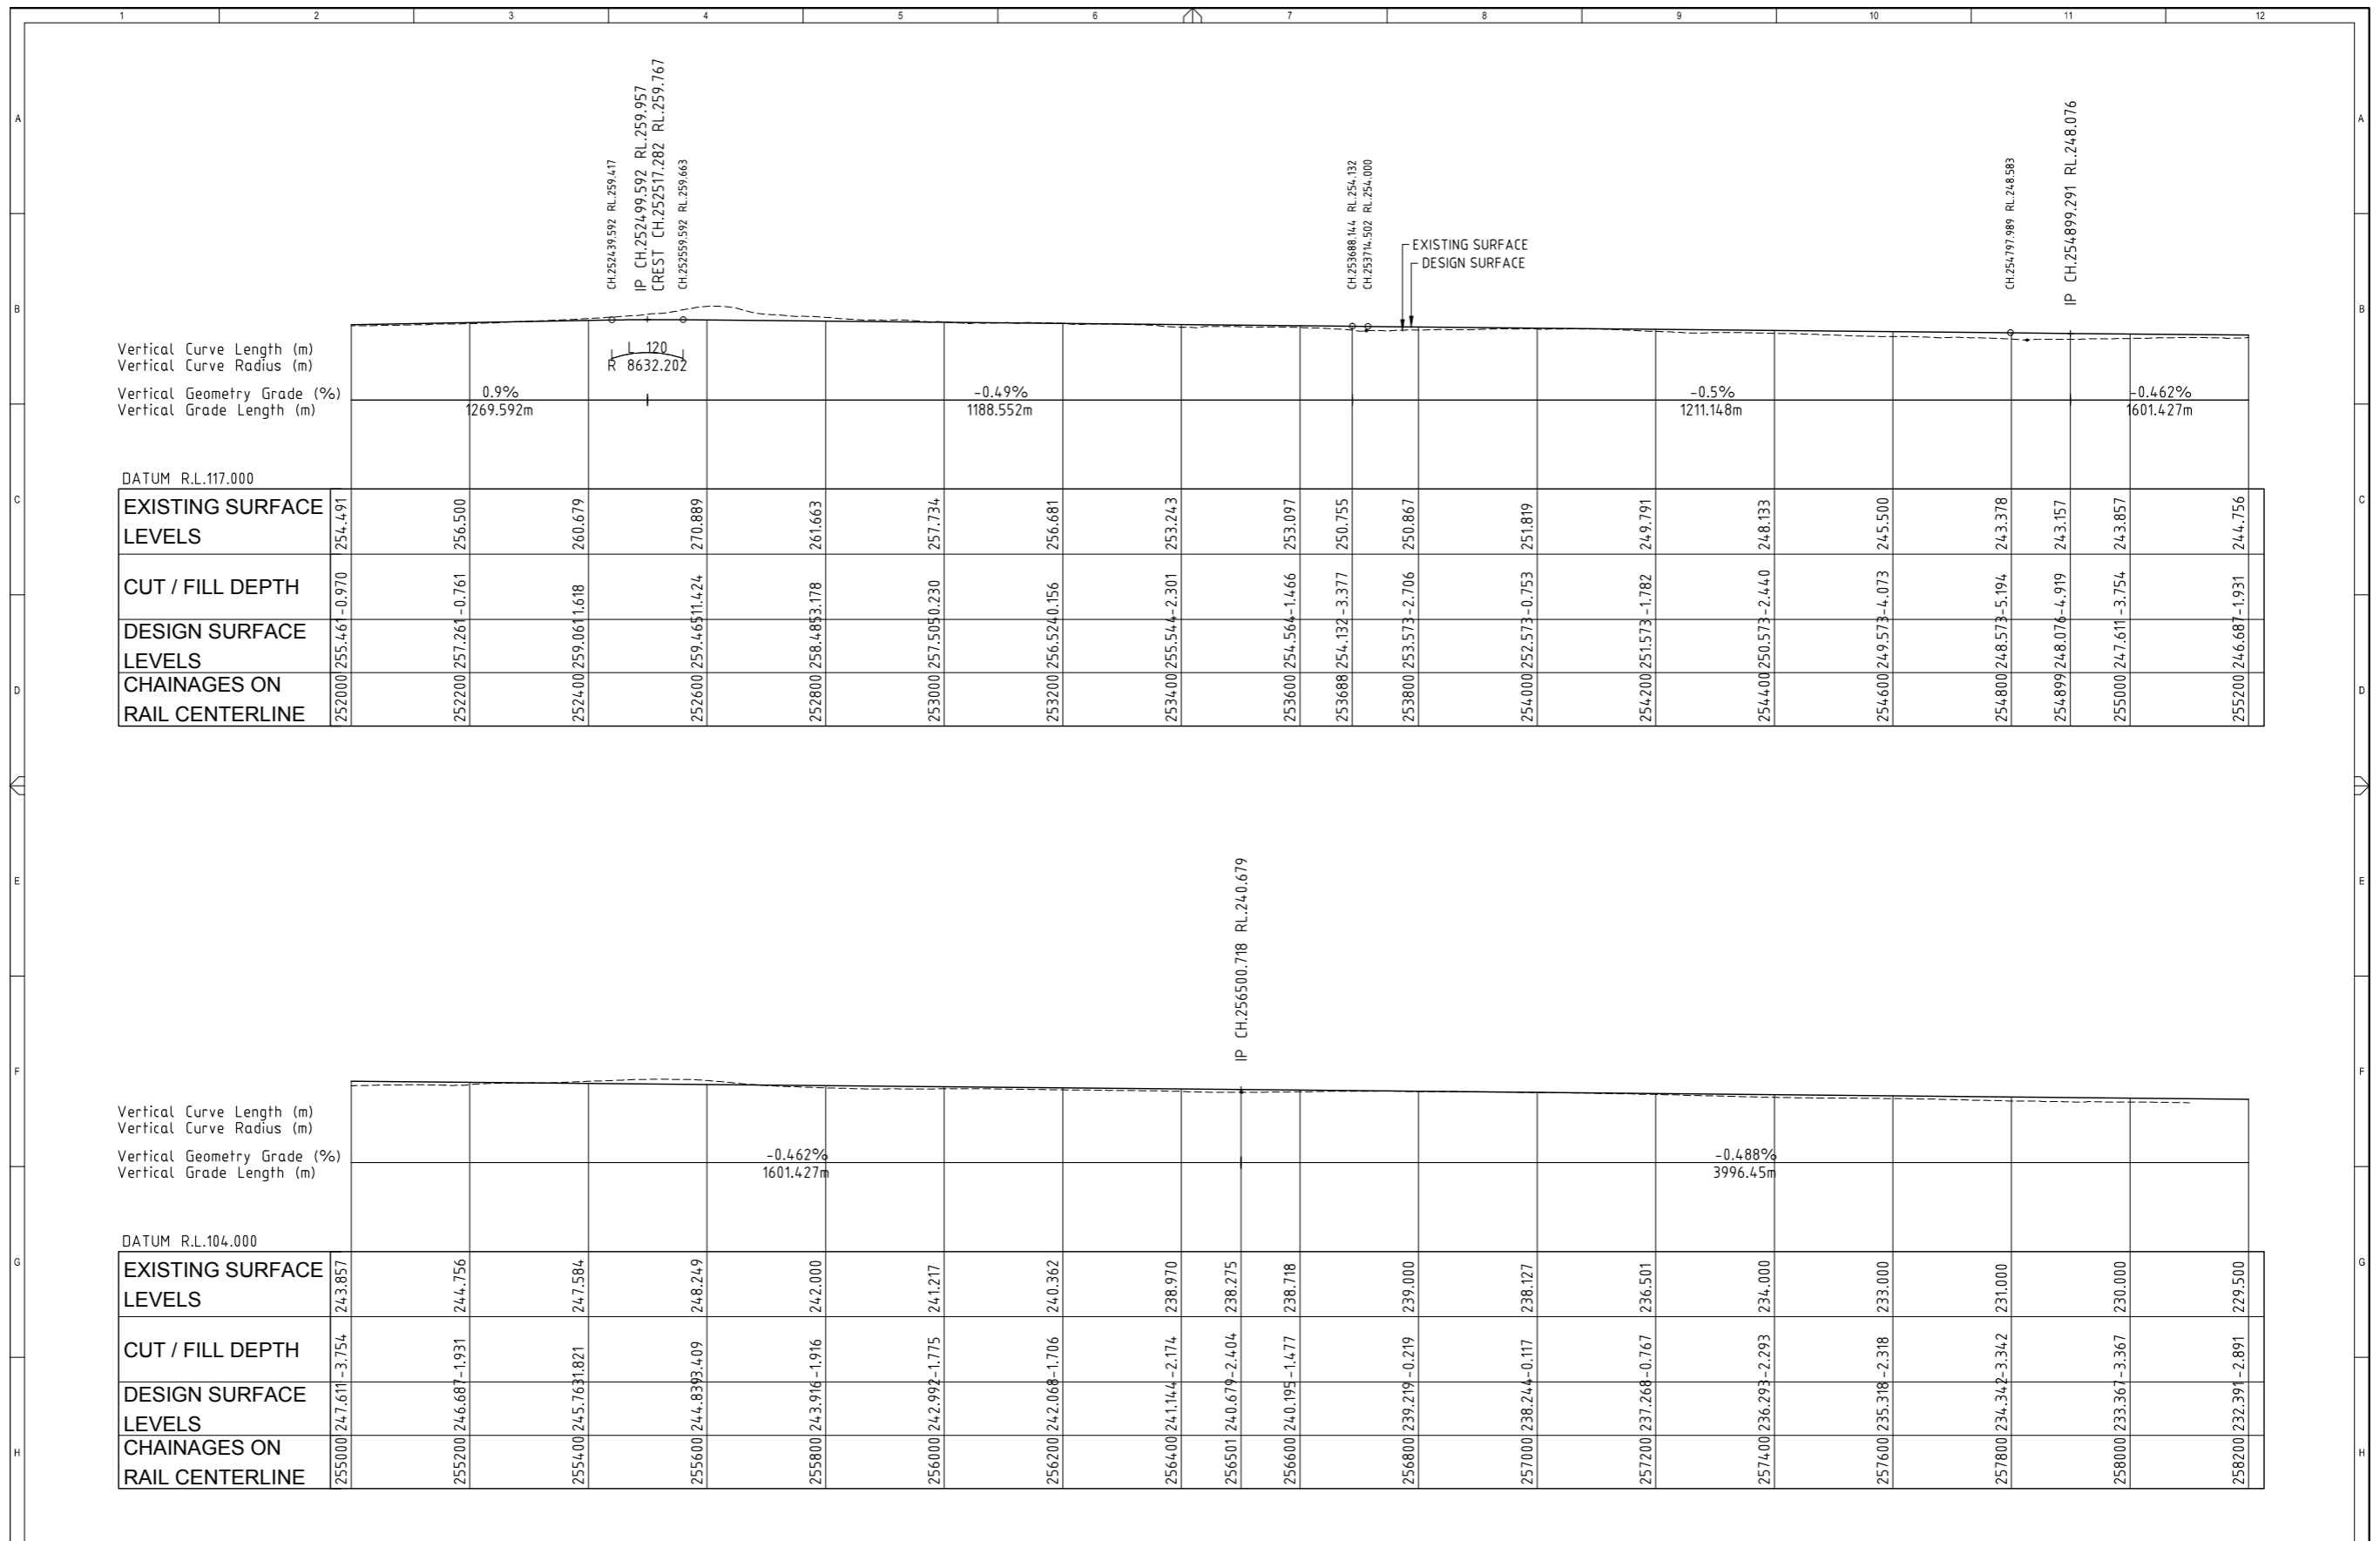 1 2 3 4 5 6 7 8 9 10 11 12
A A
B B
C C
D D
E E
F F
G G
H H
CH.252439.592 RL.259.417
IP CH.252499.592 RL.259.957
CREST CH.252517.282 RL.259.767
CH.252559.592 RL.259.663
CH.253688.144 RL.254.132
CH.253714.502 RL.254.000
EXISTING SURFACE
DESIGN SURFACE
CH.254797.989 RL.248.583
IP CH.254899.291 RL.248.076
Vertical Curve Length (m) L 120
Vertical Curve Radius (m) R 8632.202
Vertical Geometry Grade (%) 0.9% -0.49% -0.5% -0.462%
Vertical Grade Length (m) 1269.592m 1188.552m 1211.148m 1601.427m
DATUM R.L.117.000
EXISTING SURFACE
LEVELS
254.491 256.500 260.679 270.889 261.663 257.734 256.681 253.243 253.097 250.755 250.867 251.819 249.791 248.133 245.500 243.378 243.157 243.857 244.756
CUT / FILL DEPTH
-0.970 -0.761 1.618 11.424 3.178 0.230 0.156 -2.301 -1.466 -3.377 -2.706 -0.753 -1.782 -2.440 -4.073 -5.194 -4.919 -3.754 -1.931
DESIGN SURFACE
LEVELS
255.461 257.261 259.061 259.465 258.485 257.505 256.524 255.544 254.564 254.132 253.573 252.573 251.573 250.573 249.573 248.573 248.076 247.611 246.687
CHAINAGES ON
RAIL CENTERLINE
252000 252200 252400 252600 252800 253000 253200 253400 253600 253688 253800 254000 254200 254400 254600 254800 254899 255000 255200
IP CH.256500.718 RL.240.679
Vertical Curve Length (m)
Vertical Curve Radius (m)
Vertical Geometry Grade (%) -0.462% -0.488%
Vertical Grade Length (m) 1601.427m 3996.45m
DATUM R.L.104.000
EXISTING SURFACE
LEVELS
243.857 244.756 247.584 248.249 242.000 241.217 240.362 238.970 238.275 238.718 239.000 238.127 236.501 234.000 233.000 231.000 230.000 229.500
CUT / FILL DEPTH
-3.754 -1.931 1.821 3.409 -1.916 -1.775 -1.706 -2.174 -2.404 -1.477 -0.219 -0.117 -0.767 -2.293 -2.318 -3.342 -3.367 -2.891
DESIGN SURFACE
LEVELS
247.611 246.687 245.763 244.839 243.916 242.992 242.068 241.144 240.679 240.195 239.219 238.244 237.268 236.293 235.318 234.342 233.367 232.391
CHAINAGES ON
RAIL CENTERLINE
255000 255200 255400 255600 255800 256000 256200 256400 256501 256600 256800 257000 257200 257400 257600 257800 258000 258200